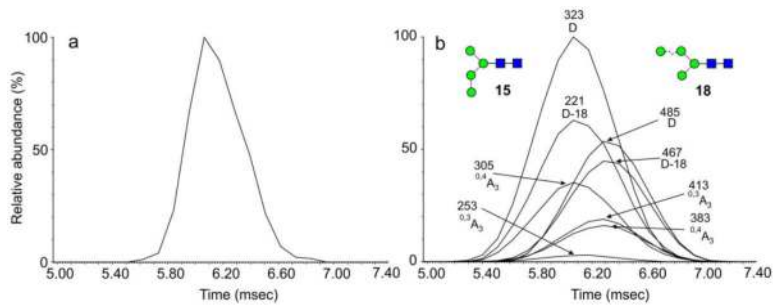 a
Relative abundance (%)
100
50
0
5.00 5.40 5.80 6.20 6.60 7.00 7.40
Time (msec)
b
323
D
15
18
221
D-18
485
D
467
D-18
305
0,4A3
413
0,3A3
253
0,3A3
383
0,4A3
100
50
0
5.00 5.40 5.80 6.20 6.60 7.00 7.40
Time (msec)